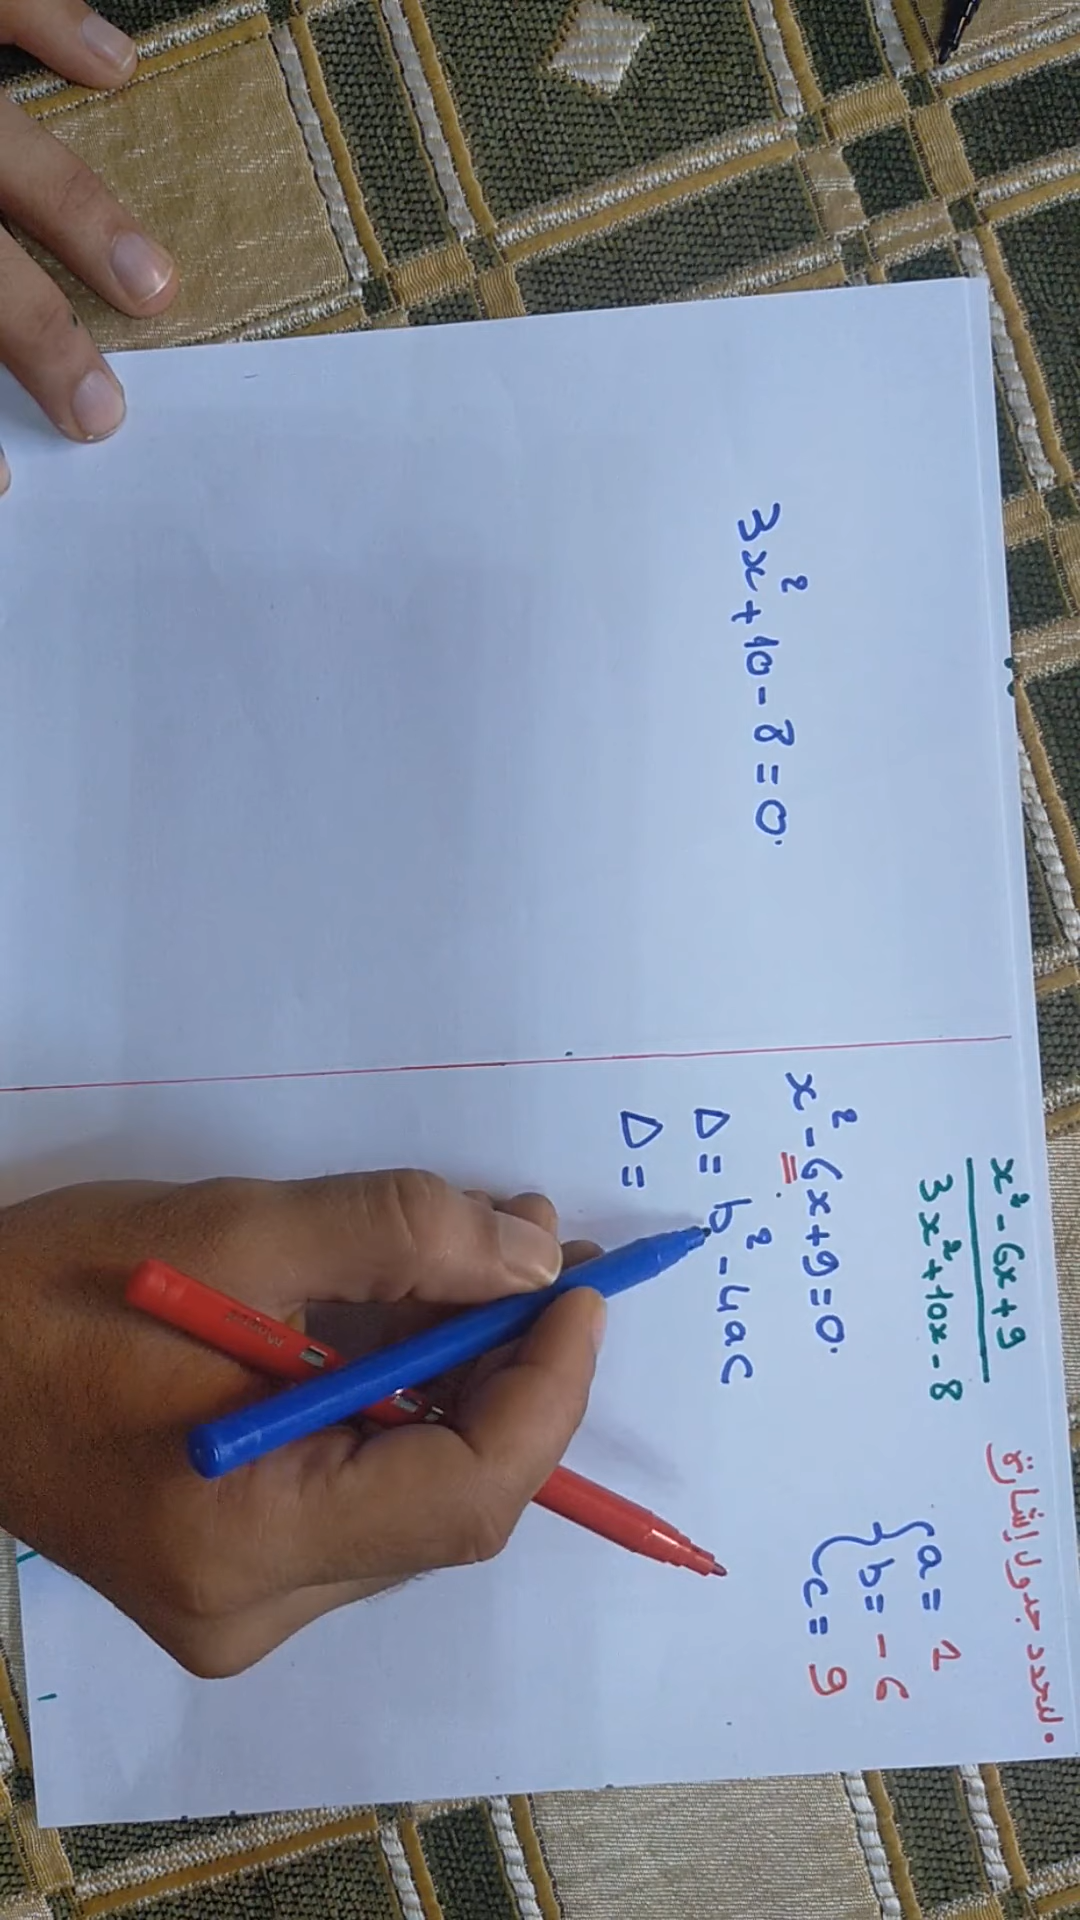 • لنحدد جدول إشارة
x² - 6x + 9
3x² + 10x - 8
a = 1
b = - 6
c = 9
x² - 6x + 9 = 0.
Δ = b² - 4ac
Δ =
3x² + 10 - 8 = 0.